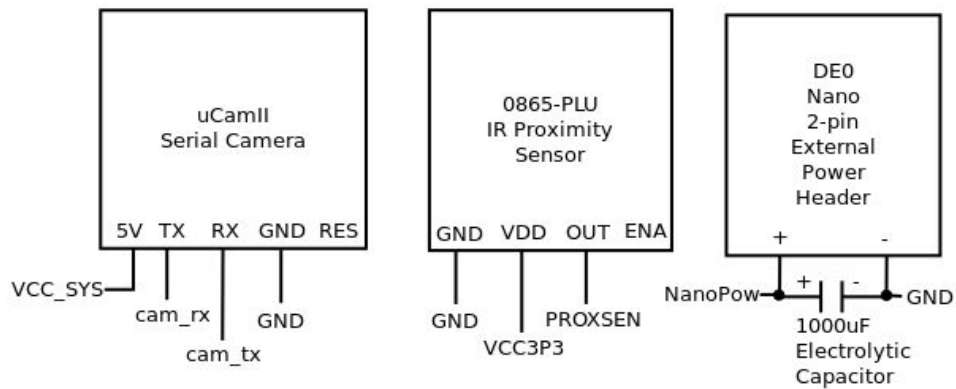 uCamII
Serial Camera
5V TX RX GND RES
VCC_SYS
cam_rx
GND
cam_tx
0865-PLU
IR Proximity
Sensor
GND VDD OUT ENA
GND
PROXSEN
VCC3P3
DE0
Nano
2-pin
External
Power
Header
+ -
NanoPow
+ -
GND
1000uF
Electrolytic
Capacitor